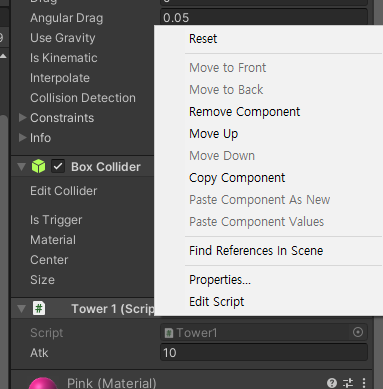 Angular Drag 0.05
Use Gravity
Is Kinematic
Interpolate
Collision Detection
Constraints
Info
Box Collider
Edit Collider
Is Trigger
Material
Center
Size
Tower 1 (Scrip
Script Tower1
Atk 10
Pink (Material)
Reset
Move to Front
Move to Back
Remove Component
Move Up
Move Down
Copy Component
Paste Component As New
Paste Component Values
Find References In Scene
Properties...
Edit Script